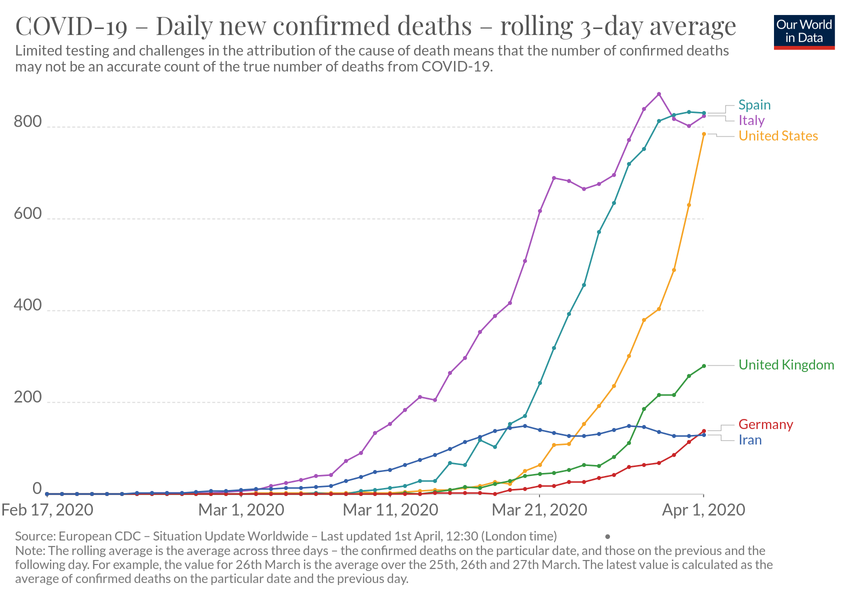 COVID-19 – Daily new confirmed deaths – rolling 3-day average
Our World
in Data
Limited testing and challenges in the attribution of the cause of death means that the number of confirmed deaths
may not be an accurate count of the true number of deaths from COVID-19.
800
600
400
200
0
Spain
Italy
United States
United Kingdom
Germany
Iran
Feb 17, 2020
Mar 1, 2020
Mar 11, 2020
Mar 21, 2020
Apr 1, 2020
Source: European CDC – Situation Update Worldwide – Last updated 1st April, 12:30 (London time) •
Note: The rolling average is the average across three days – the confirmed deaths on the particular date, and those on the previous and the
following day. For example, the value for 26th March is the average over the 25th, 26th and 27th March. The latest value is calculated as the
average of confirmed deaths on the particular date and the previous day.